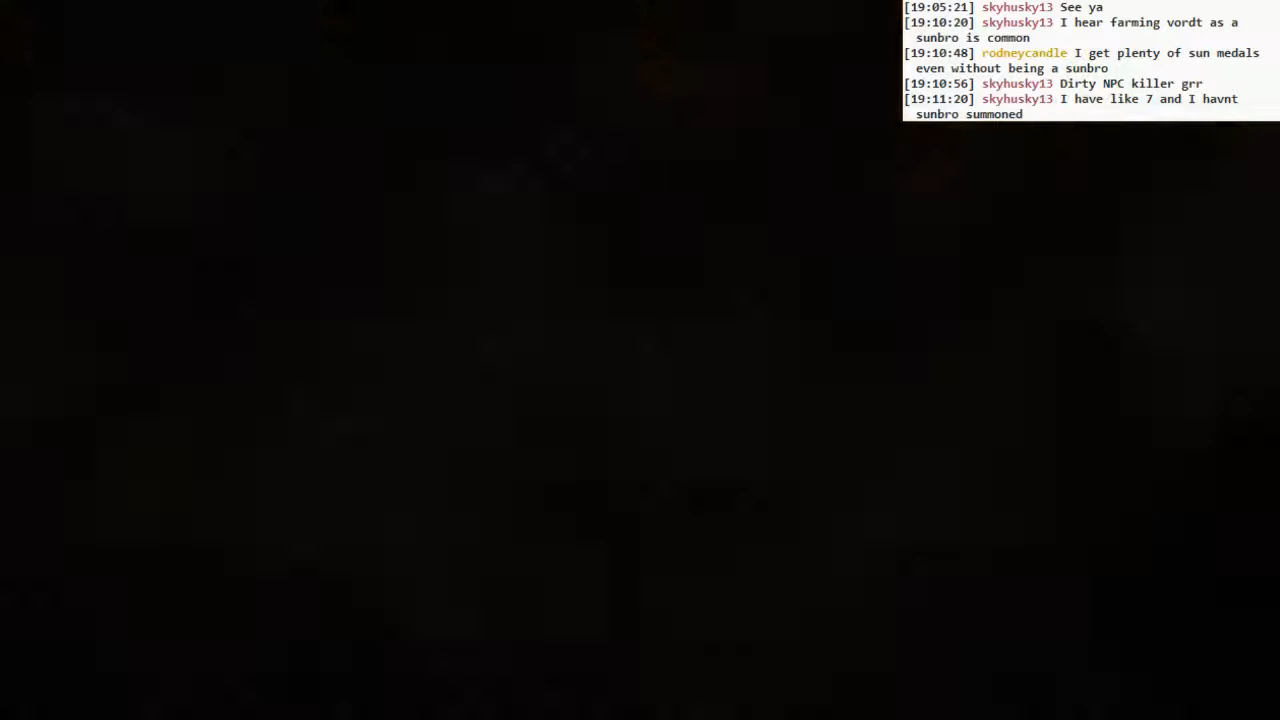 [19:05:21] skyhusky13 See ya
[19:10:20] skyhusky13 I hear farming vordt as a
sunbro is common
[19:10:48] rodneycandle I get plenty of sun medals
even without being a sunbro
[19:10:56] skyhusky13 Dirty NPC killer grr
[19:11:20] skyhusky13 I have like 7 and I havnt
sunbro summoned